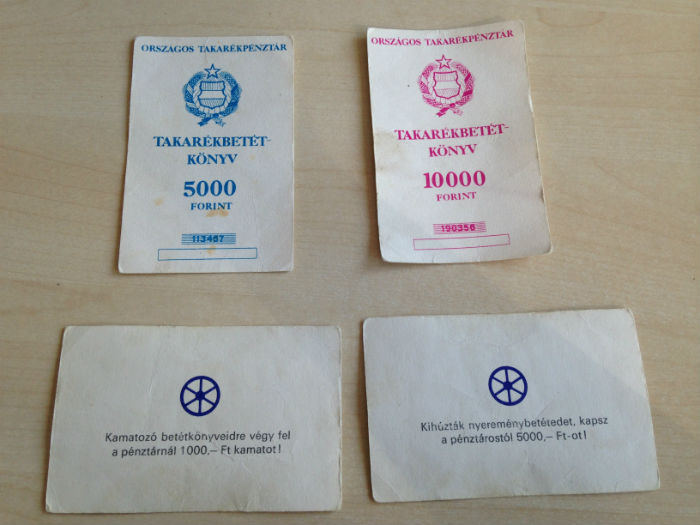 ORSZÁGOS TAKARÉKPÉNZTÁR
TAKARÉKBETÉT-
KÖNYV
5000
FORINT
113467
ORSZÁGOS TAKARÉKPÉNZTÁR
TAKARÉKBETÉT-
KÖNYV
10000
FORINT
190356
Kamatozó betétkönyveidre végy fel
a pénztárnál 1000,– Ft kamatot!
Kihúzták nyereménybetétedet, kapsz
a pénztárostól 5000,– Ft-ot!